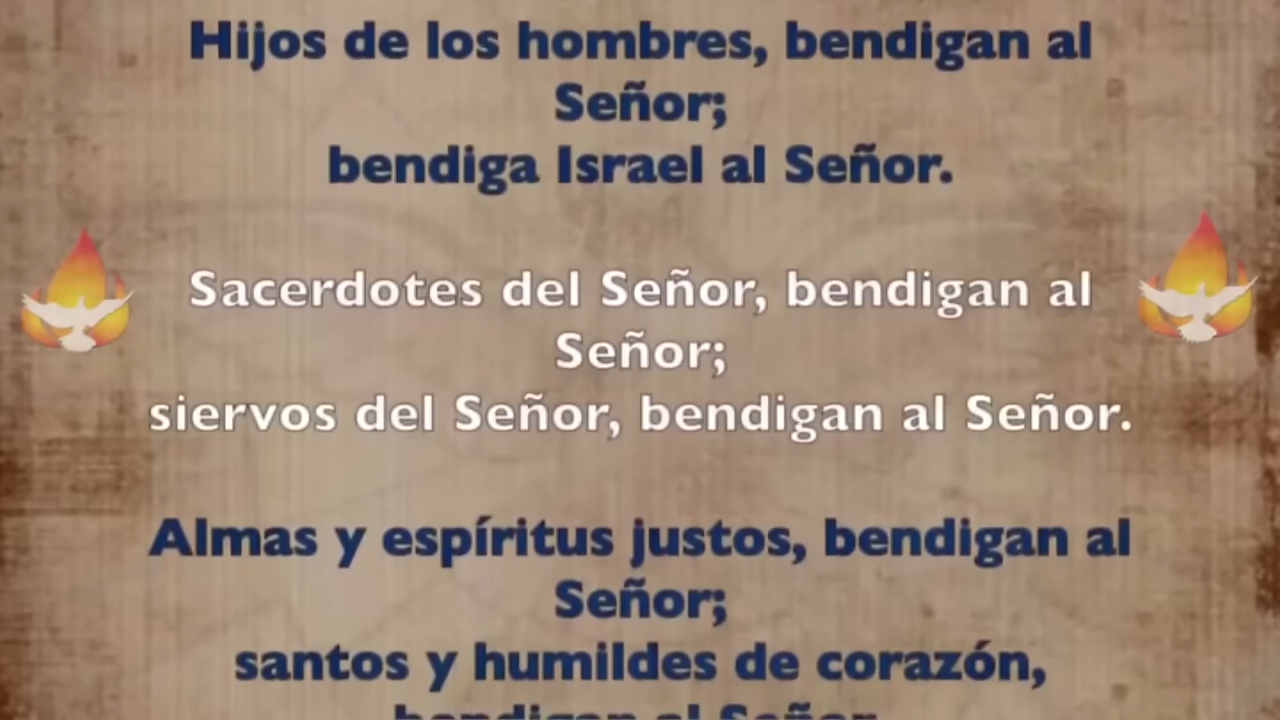 Hijos de los hombres, bendigan al
Señor;
bendiga Israel al Señor.
Sacerdotes del Señor, bendigan al
Señor;
siervos del Señor, bendigan al Señor.
Almas y espíritus justos, bendigan al
Señor;
santos y humildes de corazón,
bendigan al Señor